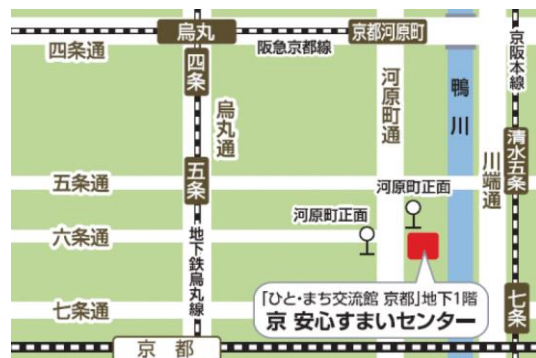 烏丸
京都河原町
四条通
阪急京都線
京阪本線
四条
烏丸通
河原町通
鴨川
清水五条
川端通
五条
五条通
河原町正面
河原町正面
六条通
地下鉄烏丸線
「ひと・まち交流館 京都」地下1階
京 安心すまいセンター
七条通
七条
京都